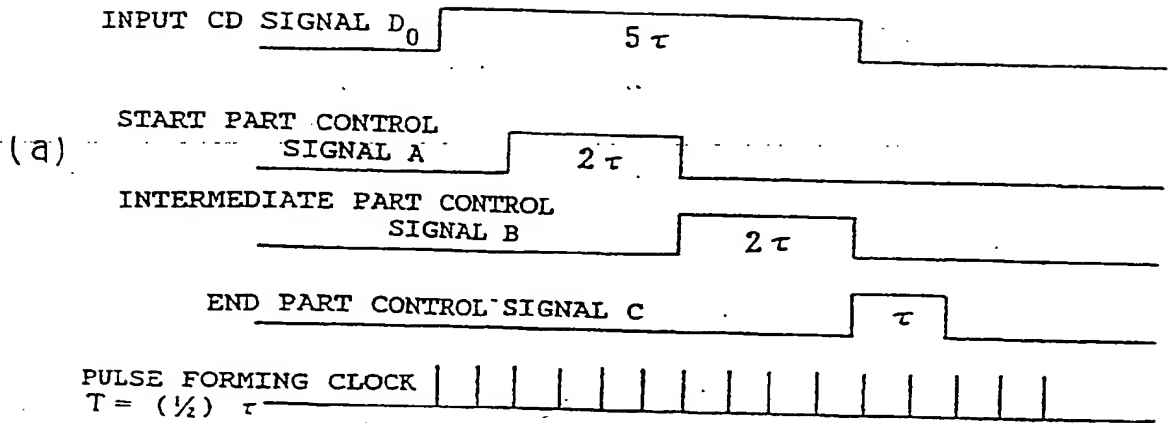 INPUT CD SIGNAL D0
5 τ
(a)
START PART CONTROL
SIGNAL A
2 τ
INTERMEDIATE PART CONTROL
SIGNAL B
2 τ
END PART CONTROL SIGNAL C
τ
PULSE FORMING CLOCK
T = (½) τ